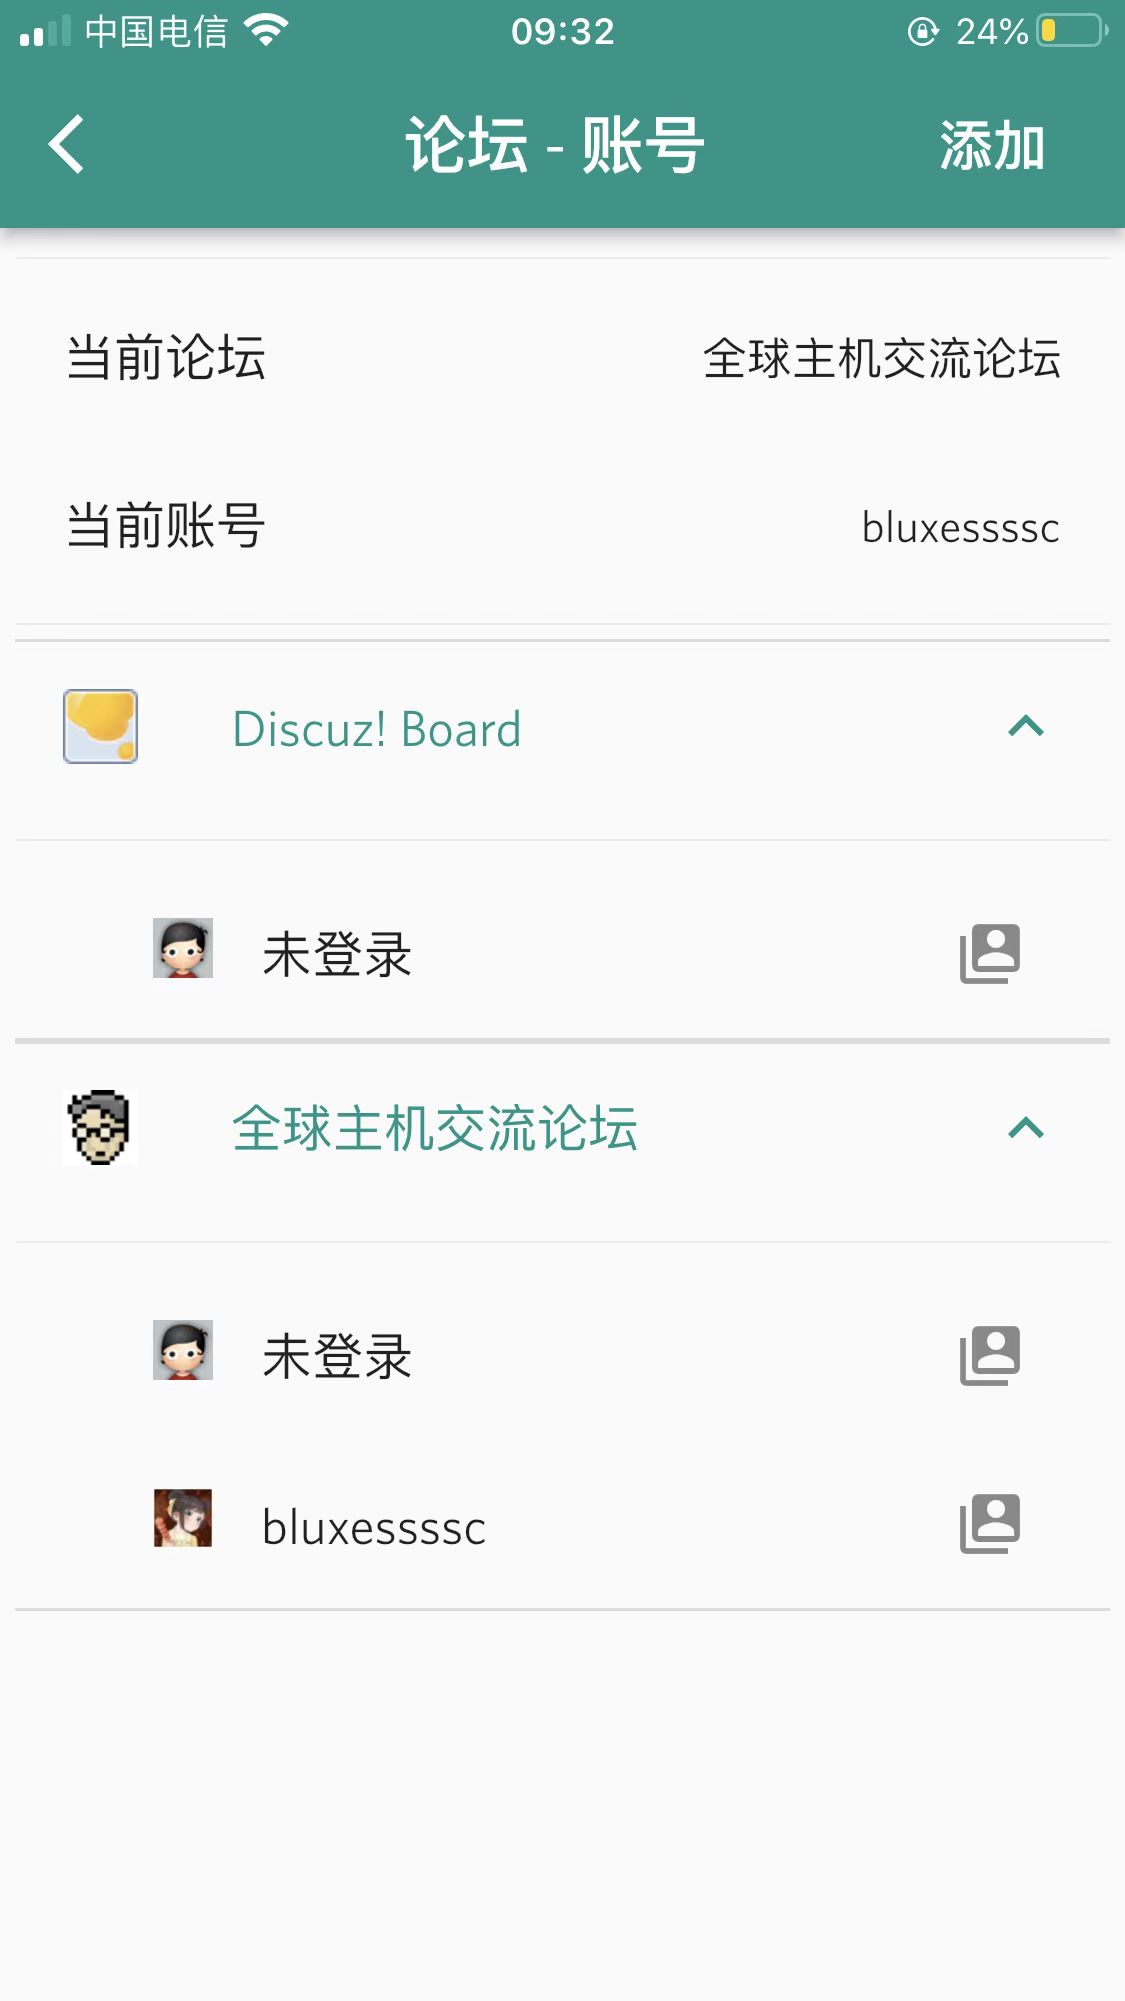 中国电信 09:32 24%
论坛 - 账号 添加
当前论坛 全球主机交流论坛
当前账号 bluxessssc
Discuz! Board
未登录
全球主机交流论坛
未登录
bluxessssc